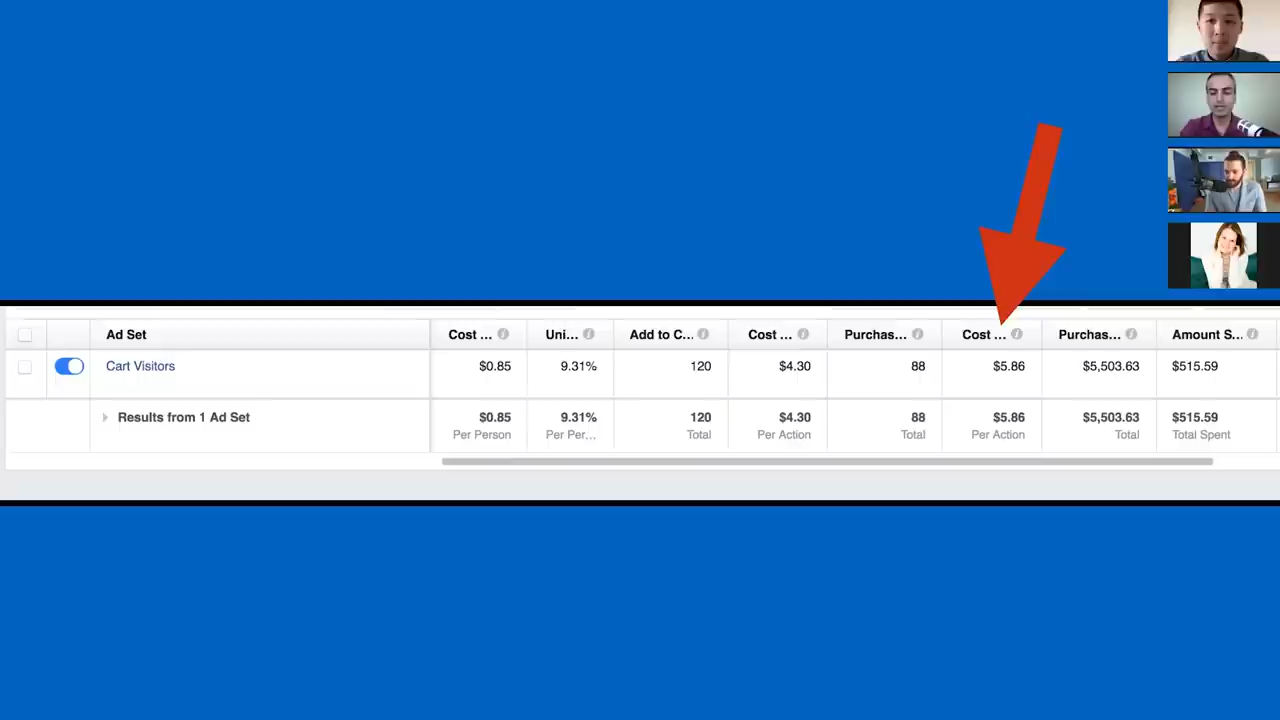 Ad Set Cost ... Uni... Add to C... Cost ... Purchas... Cost ... Purchas... Amount S...
Cart Visitors $0.85 9.31% 120 $4.30 88 $5.86 $5,503.63 $515.59
Results from 1 Ad Set $0.85 9.31% 120 $4.30 88 $5.86 $5,503.63 $515.59
Per Person Per Per... Total Per Action Total Per Action Total Total Spent